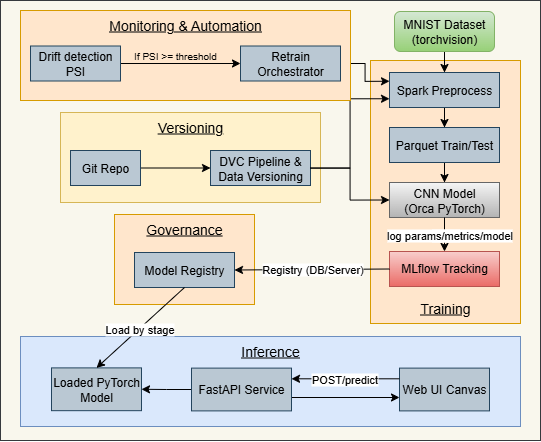 Monitoring & Automation
Drift detection
PSI
If PSI >= threshold
Retrain
Orchestrator
MNIST Dataset
(torchvision)
Spark Preprocess
Parquet Train/Test
CNN Model
(Orca PyTorch)
log params/metrics/model
MLflow Tracking
Training
Versioning
Git Repo
DVC Pipeline &
Data Versioning
Governance
Model Registry
Registry (DB/Server)
Load by stage
Inference
Loaded PyTorch
Model
FastAPI Service
POST/predict
Web UI Canvas